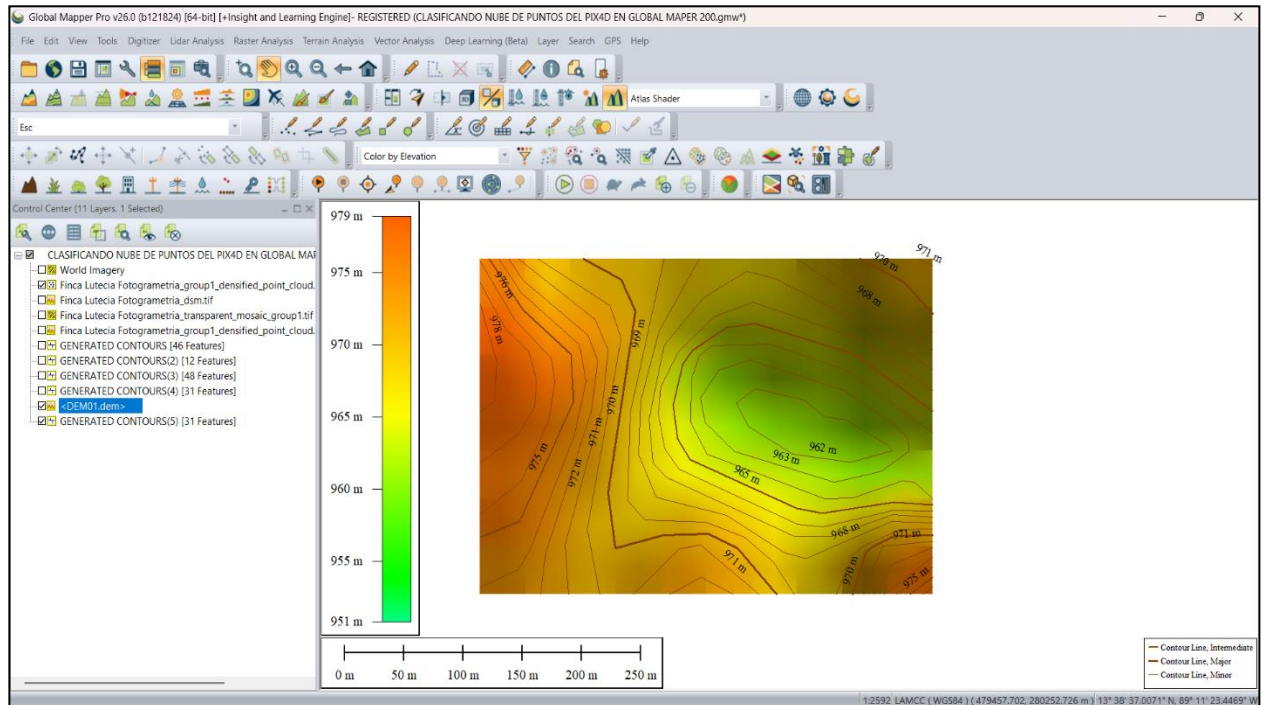 Global Mapper Pro v26.0 (b121824) [64-bit] [+Insight and Learning Engine]- REGISTERED (CLASIFICANDO NUBE DE PUNTOS DEL PIX4D EN GLOBAL MAPER 200.gmw*)
File Edit View Tools Digitizer Lidar Analysis Raster Analysis Terrain Analysis Vector Analysis Deep Learning (Beta) Layer Search GPS Help
Atlas Shader
Esc
Color by Elevation
Control Center (11 Layers, 1 Selected)
CLASIFICANDO NUBE DE PUNTOS DEL PIX4D EN GLOBAL MAP
World Imagery
Finca Lutecia Fotogrametria_group1_densified_point_cloud.
Finca Lutecia Fotogrametria_dsm.tif
Finca Lutecia Fotogrametria_transparent_mosaic_group1.tif
Finca Lutecia Fotogrametria_group1_densified_point_cloud.
GENERATED CONTOURS [46 Features]
GENERATED CONTOURS(2) [12 Features]
GENERATED CONTOURS(3) [48 Features]
GENERATED CONTOURS(4) [31 Features]
<DEM01.dem>
GENERATED CONTOURS(5) [31 Features]
979 m
975 m
970 m
965 m
960 m
955 m
951 m
971 m
970 m
968 m
976 m
978 m
969 m
970 m
971 m
972 m
975 m
962 m
963 m
965 m
968 m
971 m
971 m
970 m
975 m
0 m 50 m 100 m 150 m 200 m 250 m
Contour Line, Intermediate
Contour Line, Major
Contour Line, Minor
1:2592 LAMCC ( WGS84 ) ( 479457.702, 280252.726 m ) 13° 38' 37.0071" N, 89° 11' 23.4469" W